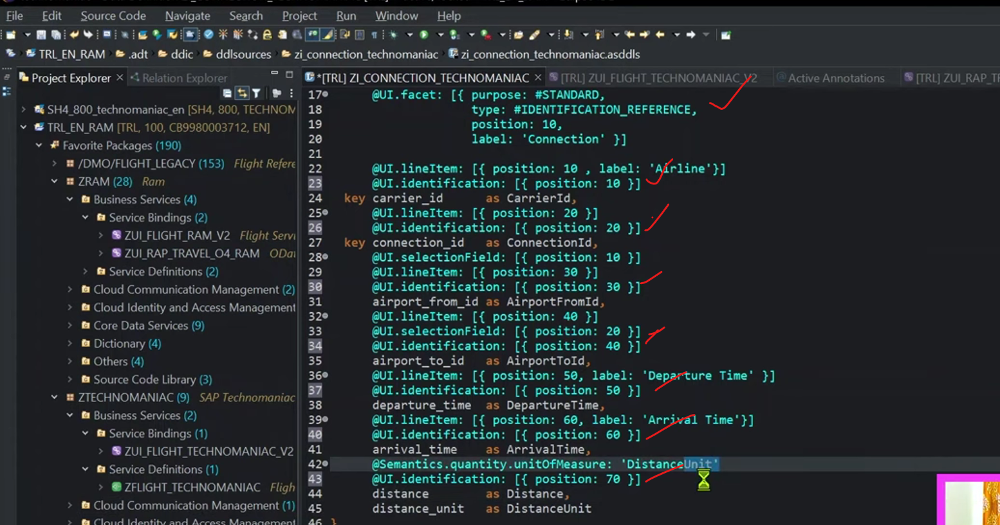 File Edit Source Code Navigate Search Project Run Window Help
TRL_EN_RAM .adt ddic ddlsources zi_connection_technomaniac zi_connection_technomaniac.asddls
Project Explorer Relation Explorer
SH4_800_technomaniac_en [SH4, 800, TECHNOM
TRL_EN_RAM [TRL, 100, CB9980003712, EN]
Favorite Packages (190)
/DMO/FLIGHT_LEGACY (153) Flight Refere
ZRAM (28) Ram
Business Services (4)
Service Bindings (2)
ZUI_FLIGHT_RAM_V2 Flight Servi
ZUI_RAP_TRAVEL_O4_RAM ODat
Service Definitions (2)
Cloud Communication Management (2)
Cloud Identity and Access Management
Core Data Services (9)
Dictionary (4)
Others (4)
Source Code Library (3)
ZTECHNOMANIAC (9) SAP Technomaniac
Business Services (2)
Service Bindings (1)
ZUI_FLIGHT_TECHNOMANIAC_V2
Service Definitions (1)
ZFLIGHT_TECHNOMANIAC
Cloud Communication Management (1)
Cloud Identity and Access Managem
*[TRL] ZI_CONNECTION_TECHNOMANIAC [TRL] ZUI_FLIGHT_TECHNOMANIAC_V2 Active Annotations [TRL] ZUI_RAP_T
17 @UI.facet: [{ purpose: #STANDARD,
18 type: #IDENTIFICATION_REFERENCE,
19 position: 10,
20 label: 'Connection' }]
21
22 @UI.lineItem: [{ position: 10 , label: 'Airline'}]
23 @UI.identification: [{ position: 10 }]
24 key carrier_id as CarrierId,
25 @UI.lineItem: [{ position: 20 }]
26 @UI.identification: [{ position: 20 }]
27 key connection_id as ConnectionId,
28 @UI.selectionField: [{ position: 10 }]
29 @UI.lineItem: [{ position: 30 }]
30 @UI.identification: [{ position: 30 }]
31 airport_from_id as AirportFromId,
32 @UI.lineItem: [{ position: 40 }]
33 @UI.selectionField: [{ position: 20 }]
34 @UI.identification: [{ position: 40 }]
35 airport_to_id as AirportToId,
36 @UI.lineItem: [{ position: 50, label: 'Departure Time' }]
37 @UI.identification: [{ position: 50 }]
38 departure_time as DepartureTime,
39 @UI.lineItem: [{ position: 60, label: 'Arrival Time'}]
40 @UI.identification: [{ position: 60 }]
41 arrival_time as ArrivalTime,
42 @Semantics.quantity.unitOfMeasure: 'DistanceUnit'
43 @UI.identification: [{ position: 70 }]
44 distance as Distance,
45 distance_unit as DistanceUnit
46 }